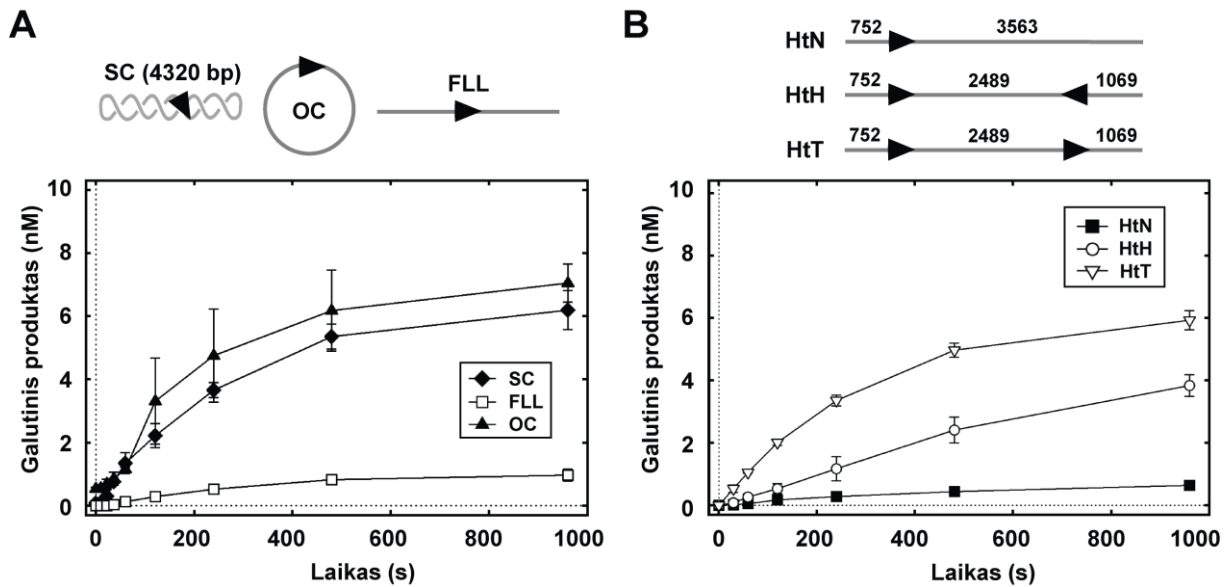 A
SC (4320 bp)
OC
FLL
10
8
6
4
2
0
Galutinis produktas (nM)
SC
FLL
OC
0 200 400 600 800 1000
Laikas (s)
B
HtN 752 3563
HtH 752 2489 1069
HtT 752 2489 1069
10
8
6
4
2
0
Galutinis produktas (nM)
HtN
HtH
HtT
0 200 400 600 800 1000
Laikas (s)